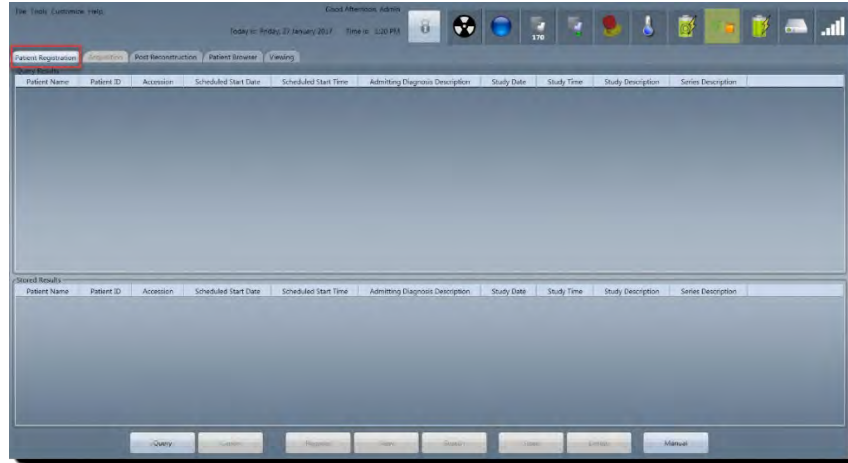 File Tools Customize Help
Good Afternoon, Admin
Today is: Friday, 27 January 2017 Time is: 1:20 PM
170
Patient Registration Acquisition Post Reconstruction Patient Browser Viewing
Query Results
Patient Name Patient ID Accession Scheduled Start Date Scheduled Start Time Admitting Diagnosis Description Study Date Study Time Study Description Series Description
Stored Results
Patient Name Patient ID Accession Scheduled Start Date Scheduled Start Time Admitting Diagnosis Description Study Date Study Time Study Description Series Description
Query Manual